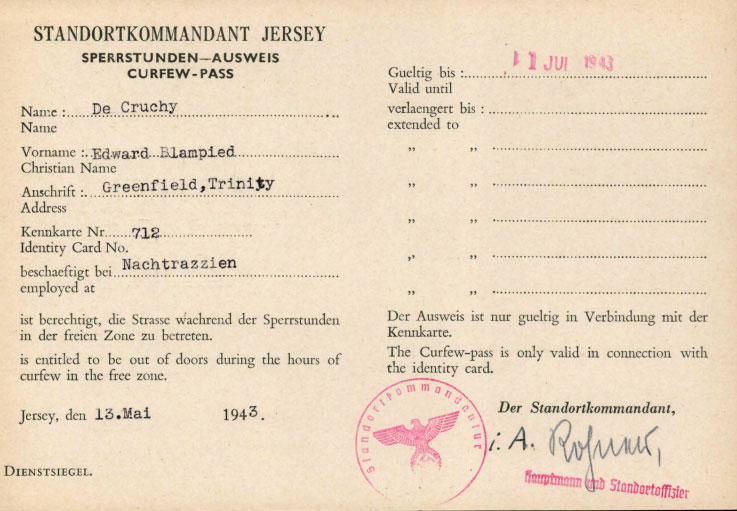 STANDORTKOMMANDANT JERSEY
SPERRSTUNDEN—AUSWEIS
CURFEW-PASS
Name : De Cruchy
Name
Vorname : Edward Blampied
Christian Name
Anschrift : Greenfield,Trinity
Address
Kennkarte Nr. 712
Identity Card No.
beschaeftigt bei Nachtrazzien
employed at
ist berechtigt, die Strasse waehrend der Sperrstunden
in der freien Zone zu betreten.
is entitled to be out of doors during the hours of
curfew in the free zone.
Jersey, den 13.Mai 1943.
DIENSTSIEGEL.
Gueltig bis : 11 JUI 1943
Valid until
verlaengert bis :
extended to
„ „
„ „
„ „
„ „
„ „
Der Ausweis ist nur gueltig in Verbindung mit der
Kennkarte.
The Curfew-pass is only valid in connection with
the identity card.
Standortkommandantur
Der Standortkommandant,
i. A.
Hauptmann und Standortoffizier